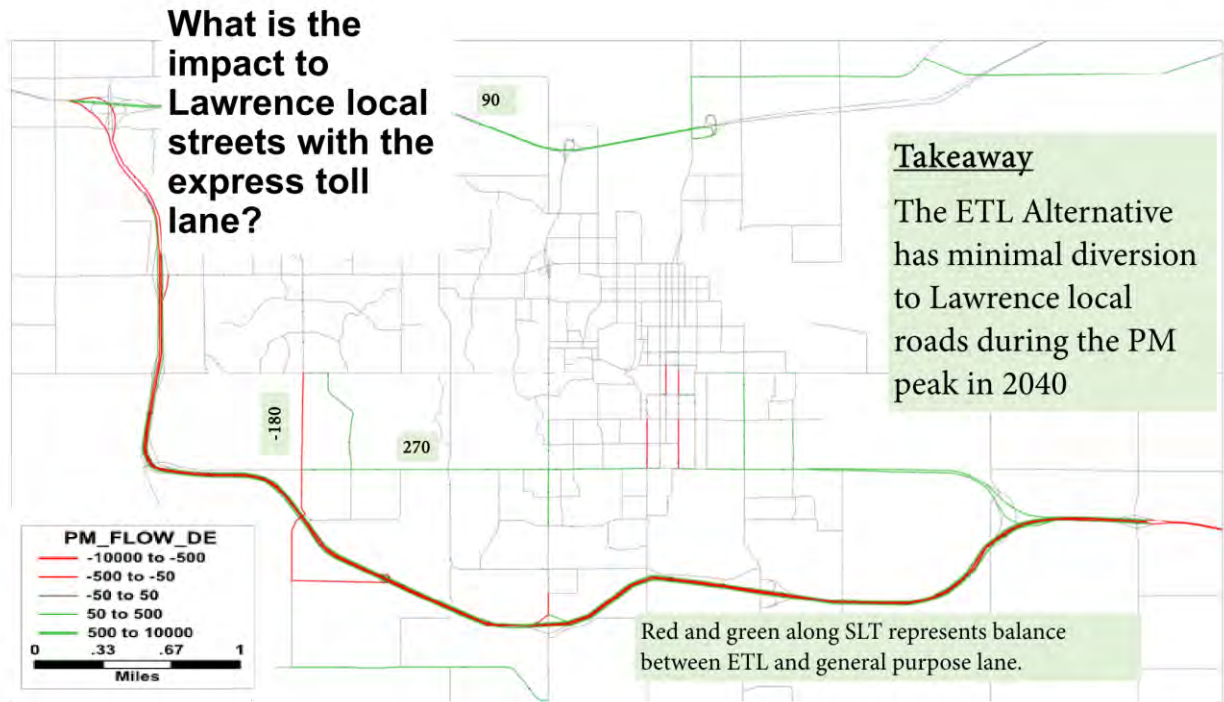 What is the
impact to
Lawrence local
streets with the
express toll
lane?
90
Takeaway
The ETL Alternative
has minimal diversion
to Lawrence local
roads during the PM
peak in 2040
-180
270
PM_FLOW_DE
-10000 to -500
-500 to -50
-50 to 50
50 to 500
500 to 10000
0 .33 .67 1
Miles
Red and green along SLT represents balance
between ETL and general purpose lane.